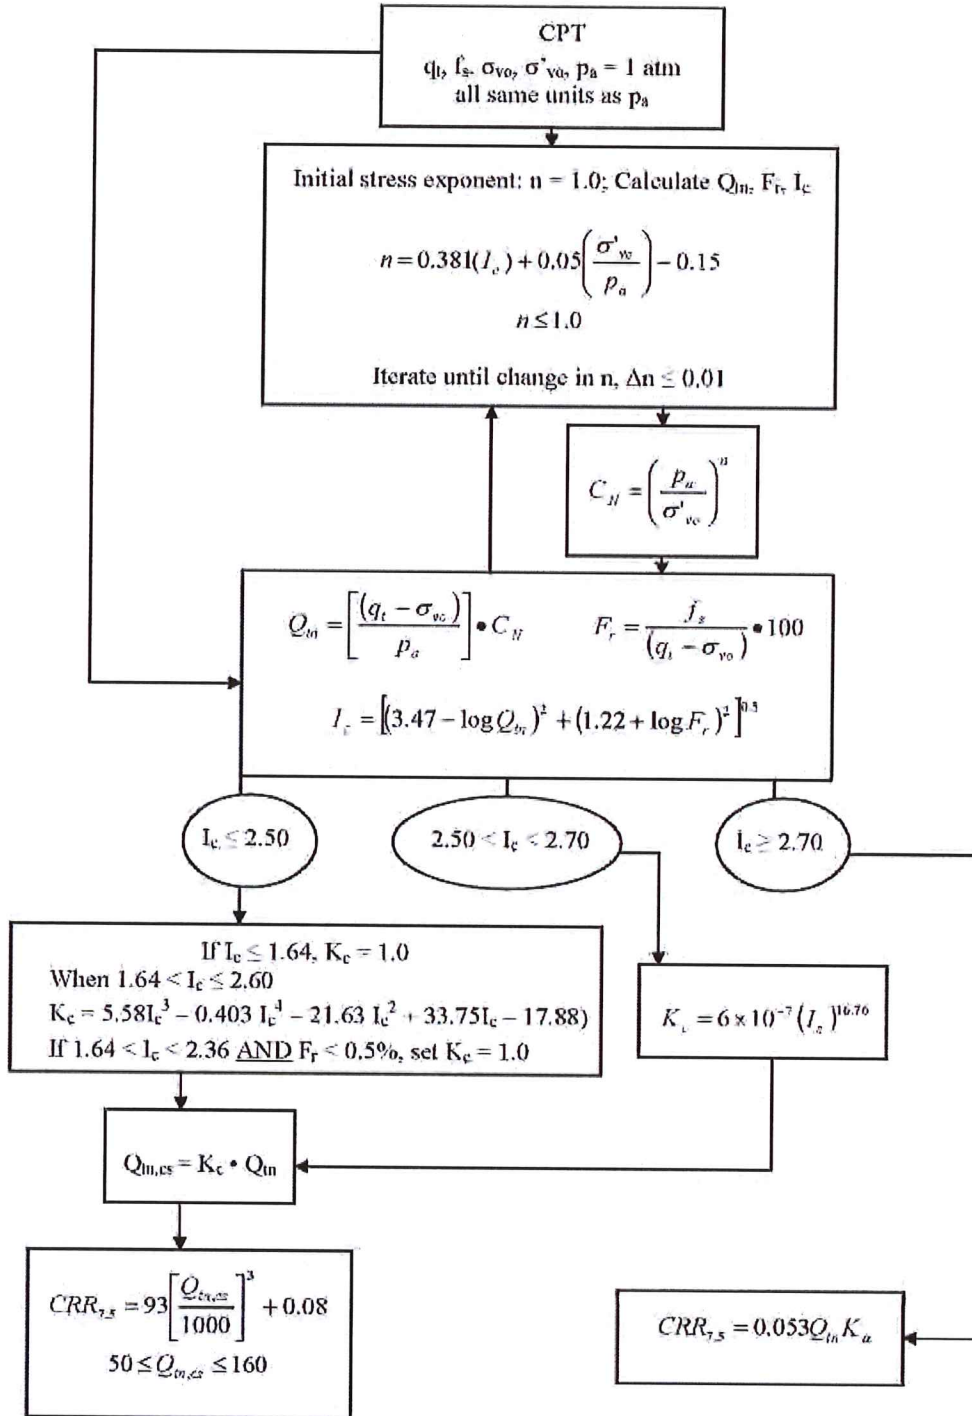 CPT
qt, fs, σvo, σ'vo, pa = 1 atm
all same units as pa
Initial stress exponent: n = 1.0; Calculate Qtn, Fr, Ic
n = 0.381(Ic) + 0.05(σ'vo / pa) − 0.15
n ≤ 1.0
Iterate until change in n, Δn ≤ 0.01
CN = (pa / σ'vo)^n
Qtn = [(qt − σvo) / pa] • CN
Fr = fs / (qt − σvo) • 100
Ic = [(3.47 − log Qtn)^2 + (1.22 + log Fr)^2]^0.5
Ic ≤ 2.50
2.50 < Ic < 2.70
Ic ≥ 2.70
If Ic ≤ 1.64, Kc = 1.0
When 1.64 < Ic ≤ 2.60
Kc = 5.58Ic^3 – 0.403 Ic^4 – 21.63 Ic^2 + 33.75Ic – 17.88)
If 1.64 < Ic < 2.36 AND Fr < 0.5%, set Kc = 1.0
Kc = 6 × 10^−7 (Ic)^16.76
Qtn,cs = Kc • Qtn
CRR7.5 = 93[Qtn,cs / 1000]^3 + 0.08
50 ≤ Qtn,cs ≤ 160
CRR7.5 = 0.053Qtn Kα